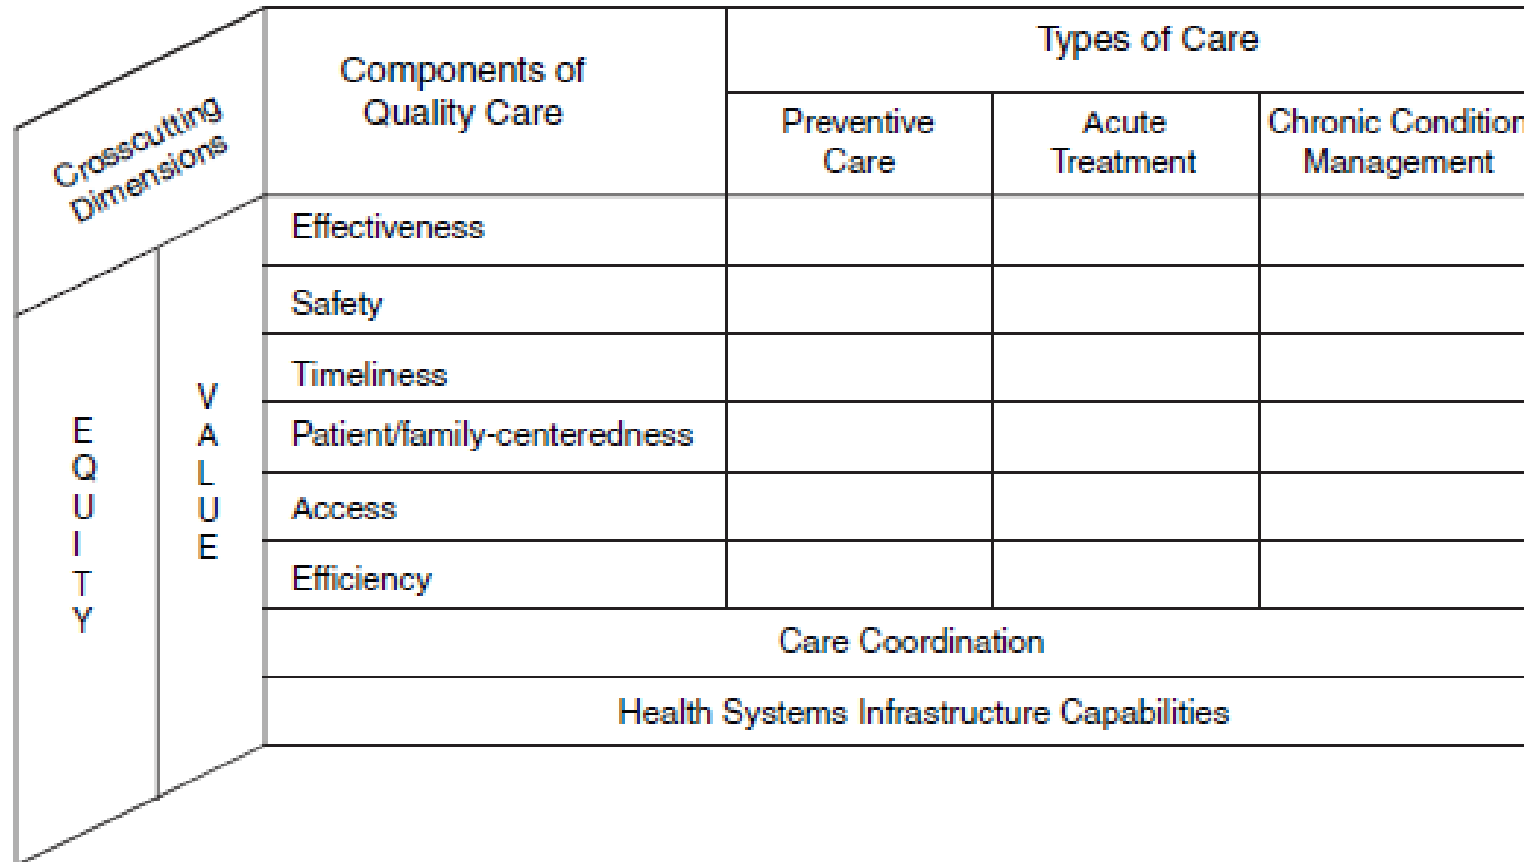 Crosscutting
Dimensions
EQUITY
VALUE
Components of
Quality Care
Types of Care
Preventive
Care
Acute
Treatment
Chronic Condition
Management
Effectiveness
Safety
Timeliness
Patient/family-centeredness
Access
Efficiency
Care Coordination
Health Systems Infrastructure Capabilities